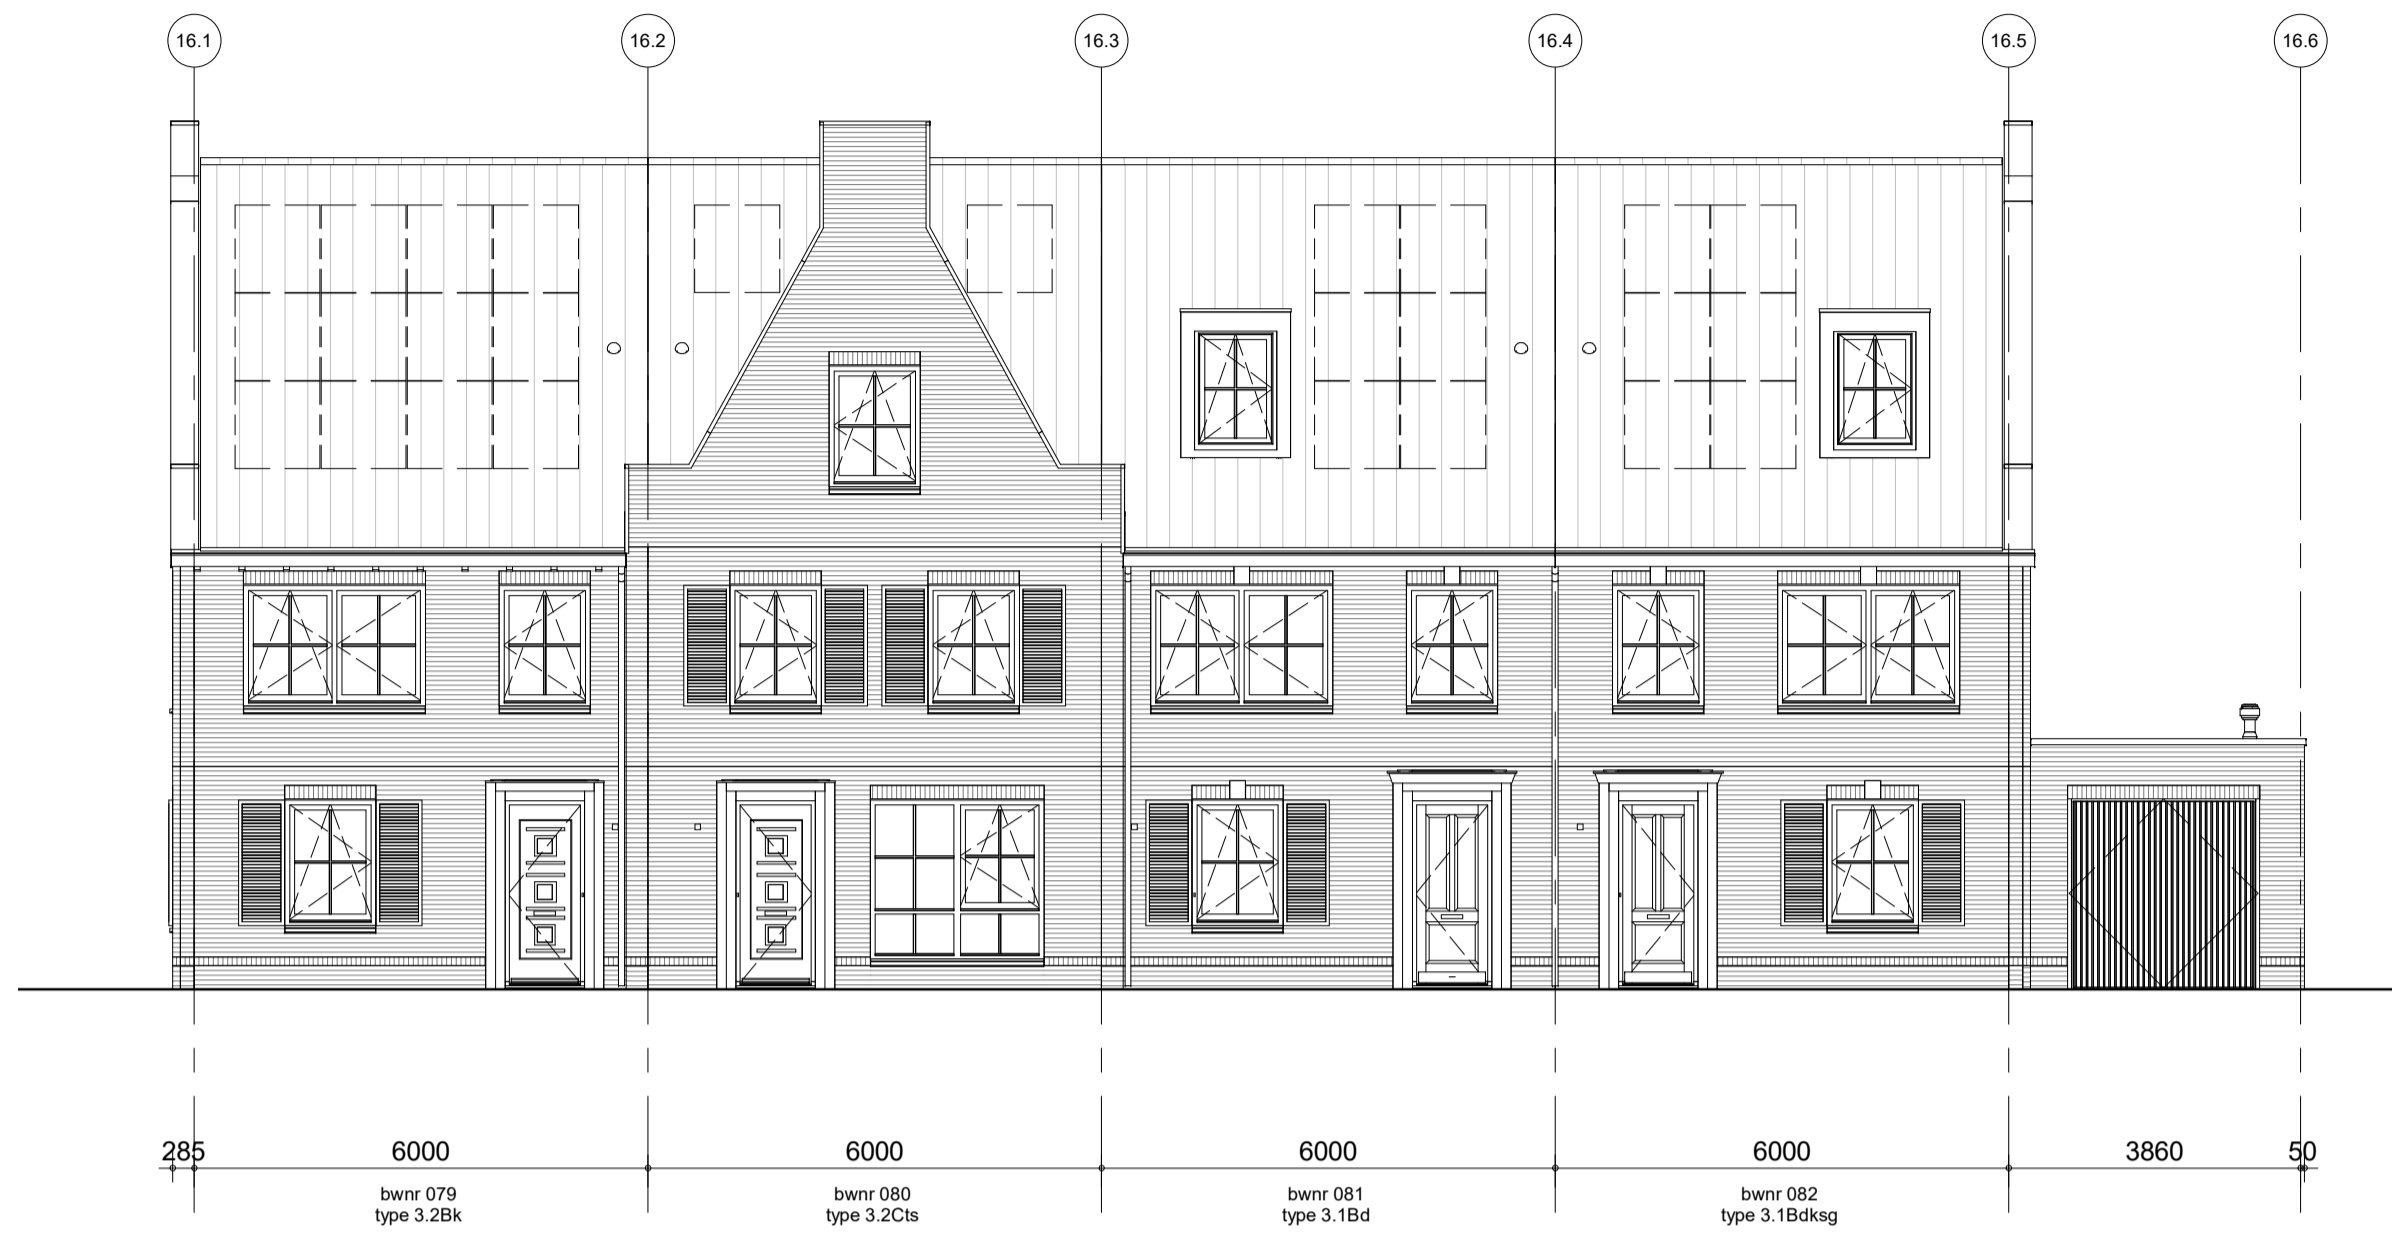 16.1
16.2
16.3
16.4
16.5
16.6
285
6000
6000
6000
6000
3860
50
bwnr 079
type 3.2Bk
bwnr 080
type 3.2Cts
bwnr 081
type 3.1Bd
bwnr 082
type 3.1Bdksg